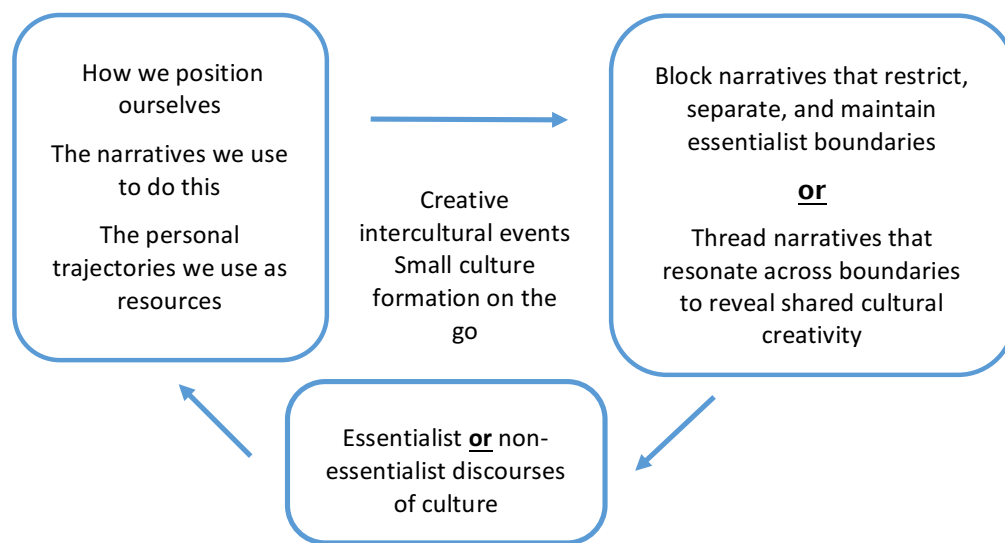 How we position
ourselves
The narratives we use
to do this
The personal
trajectories we use as
resources
Creative
intercultural events
Small culture
formation on the
go
Block narratives that restrict,
separate, and maintain
essentialist boundaries
or
Thread narratives that
resonate across boundaries
to reveal shared cultural
creativity
Essentialist or non-
essentialist discourses
of culture